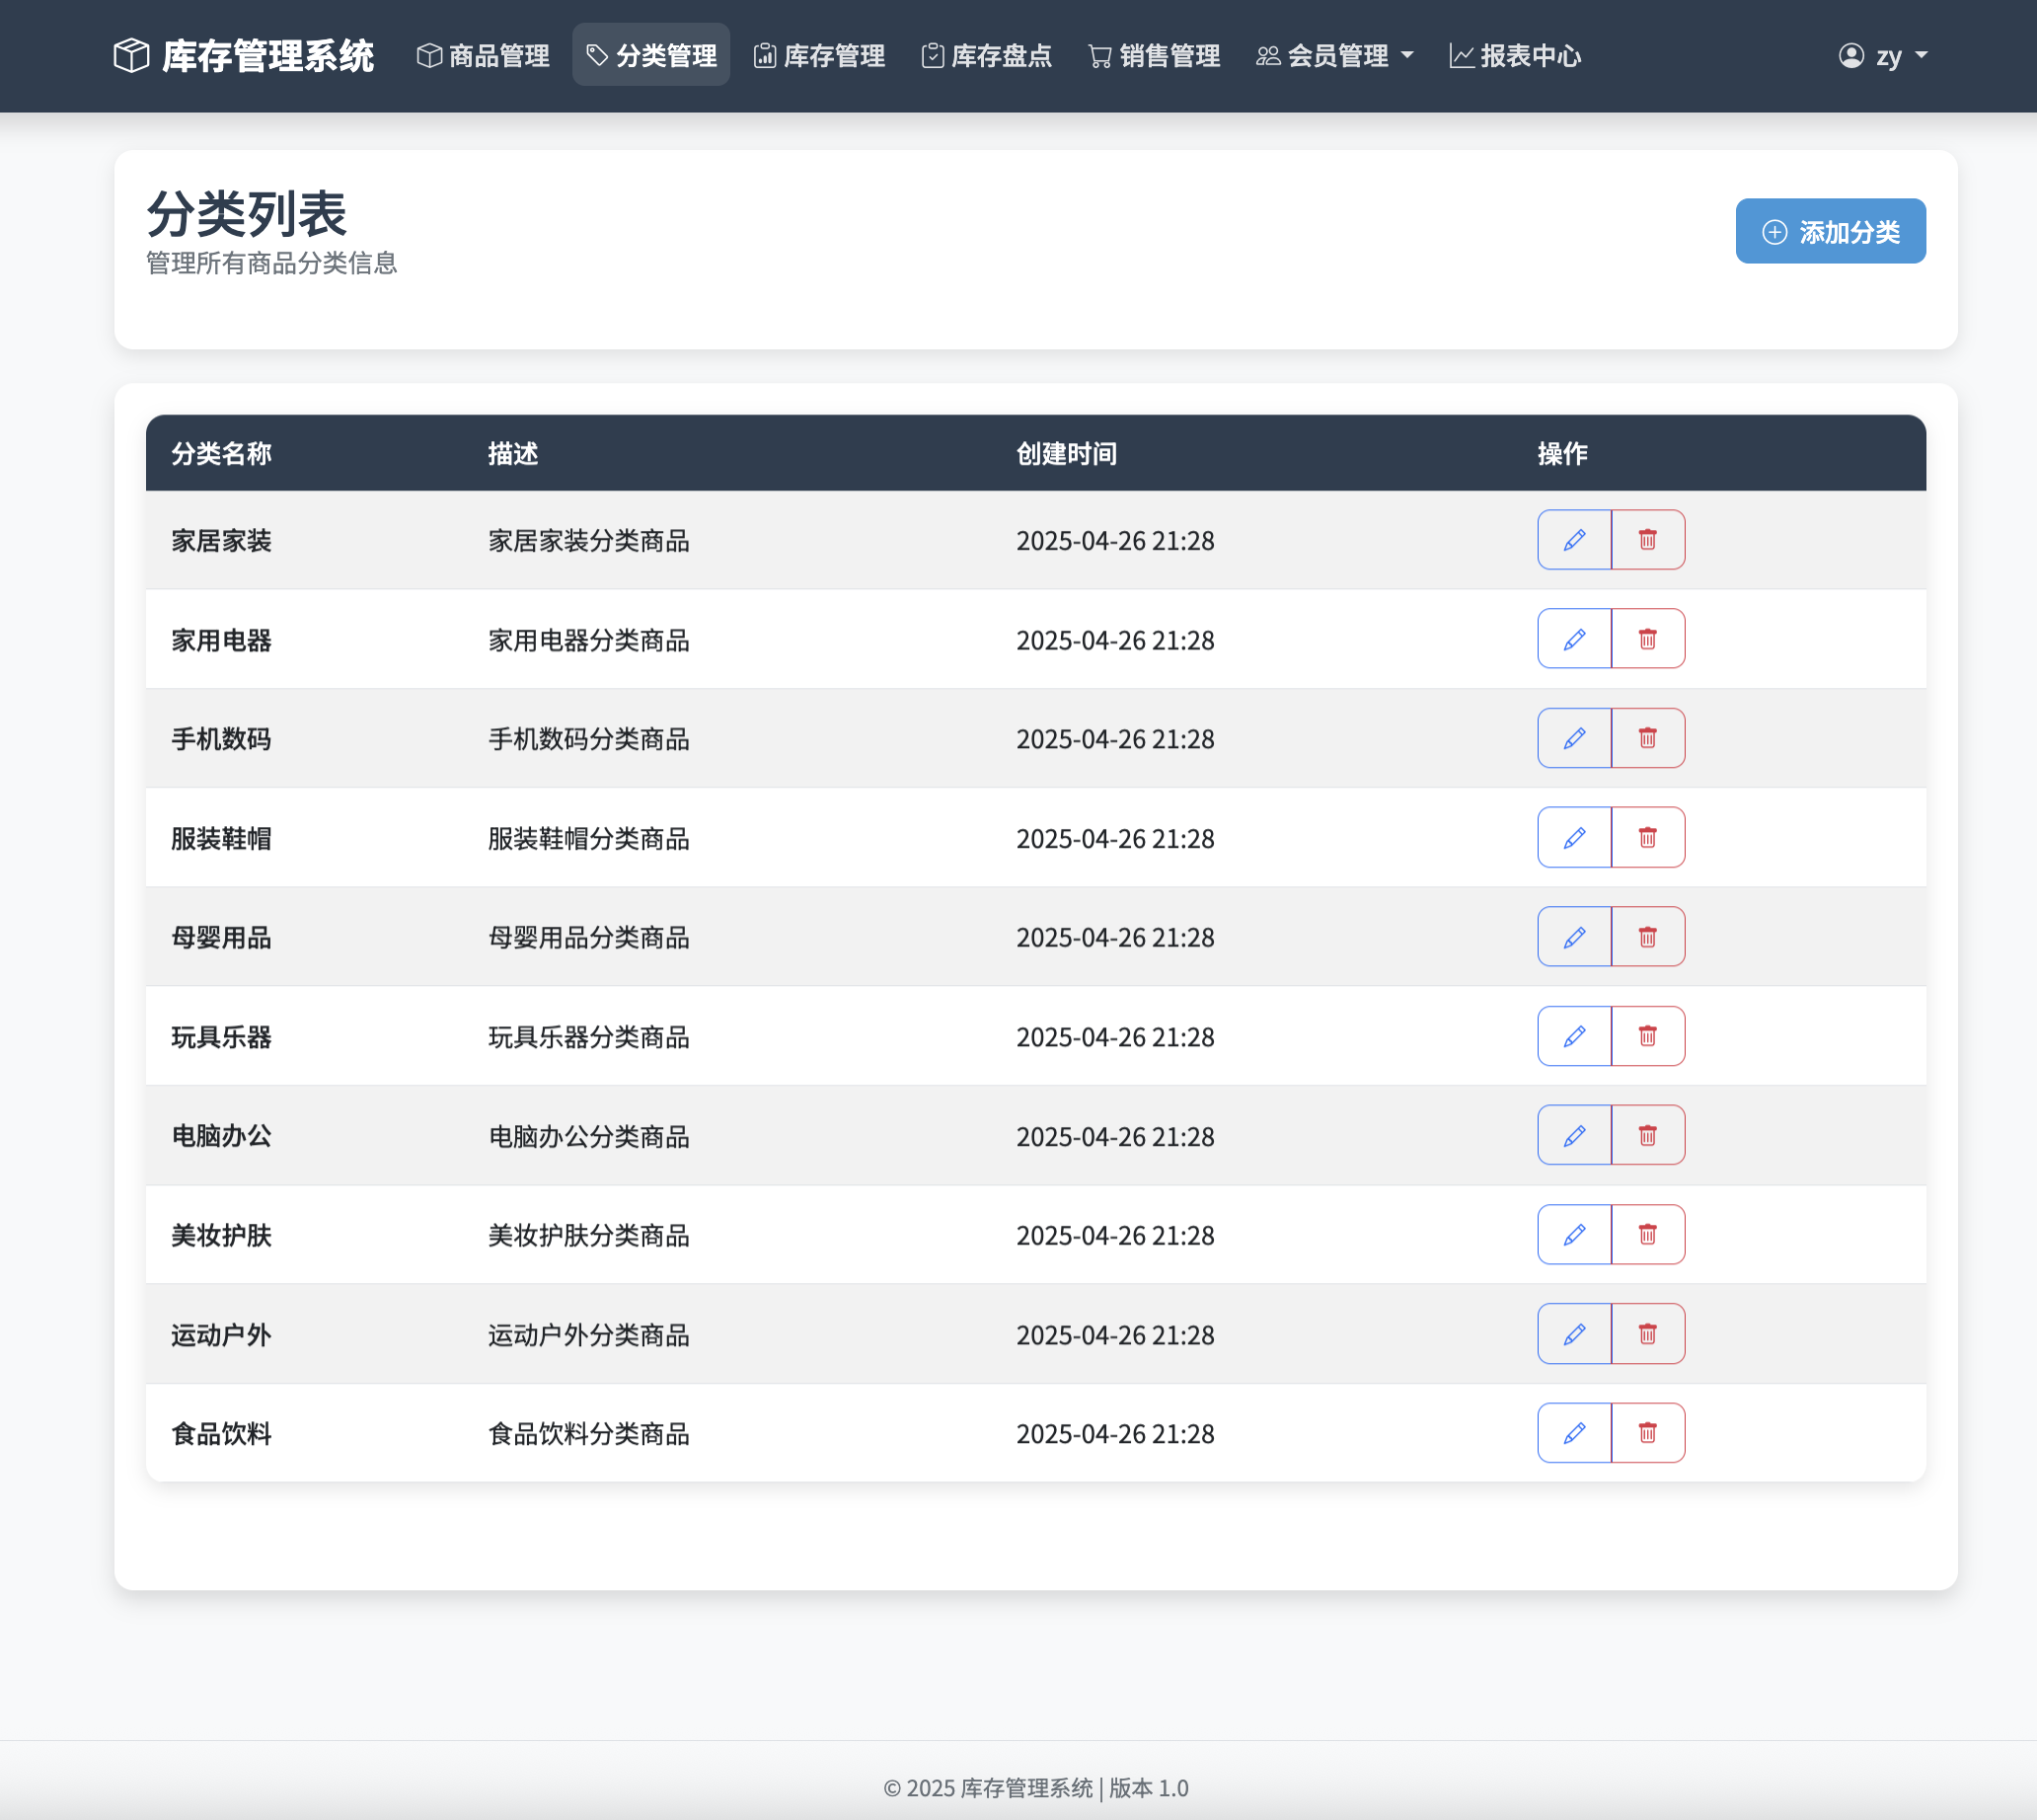 库存管理系统 商品管理 分类管理 库存管理 库存盘点 销售管理 会员管理 报表中心 zy
分类列表
管理所有商品分类信息
添加分类
分类名称 描述 创建时间 操作
家居家装 家居家装分类商品 2025-04-26 21:28
家用电器 家用电器分类商品 2025-04-26 21:28
手机数码 手机数码分类商品 2025-04-26 21:28
服装鞋帽 服装鞋帽分类商品 2025-04-26 21:28
母婴用品 母婴用品分类商品 2025-04-26 21:28
玩具乐器 玩具乐器分类商品 2025-04-26 21:28
电脑办公 电脑办公分类商品 2025-04-26 21:28
美妆护肤 美妆护肤分类商品 2025-04-26 21:28
运动户外 运动户外分类商品 2025-04-26 21:28
食品饮料 食品饮料分类商品 2025-04-26 21:28
© 2025 库存管理系统 | 版本 1.0